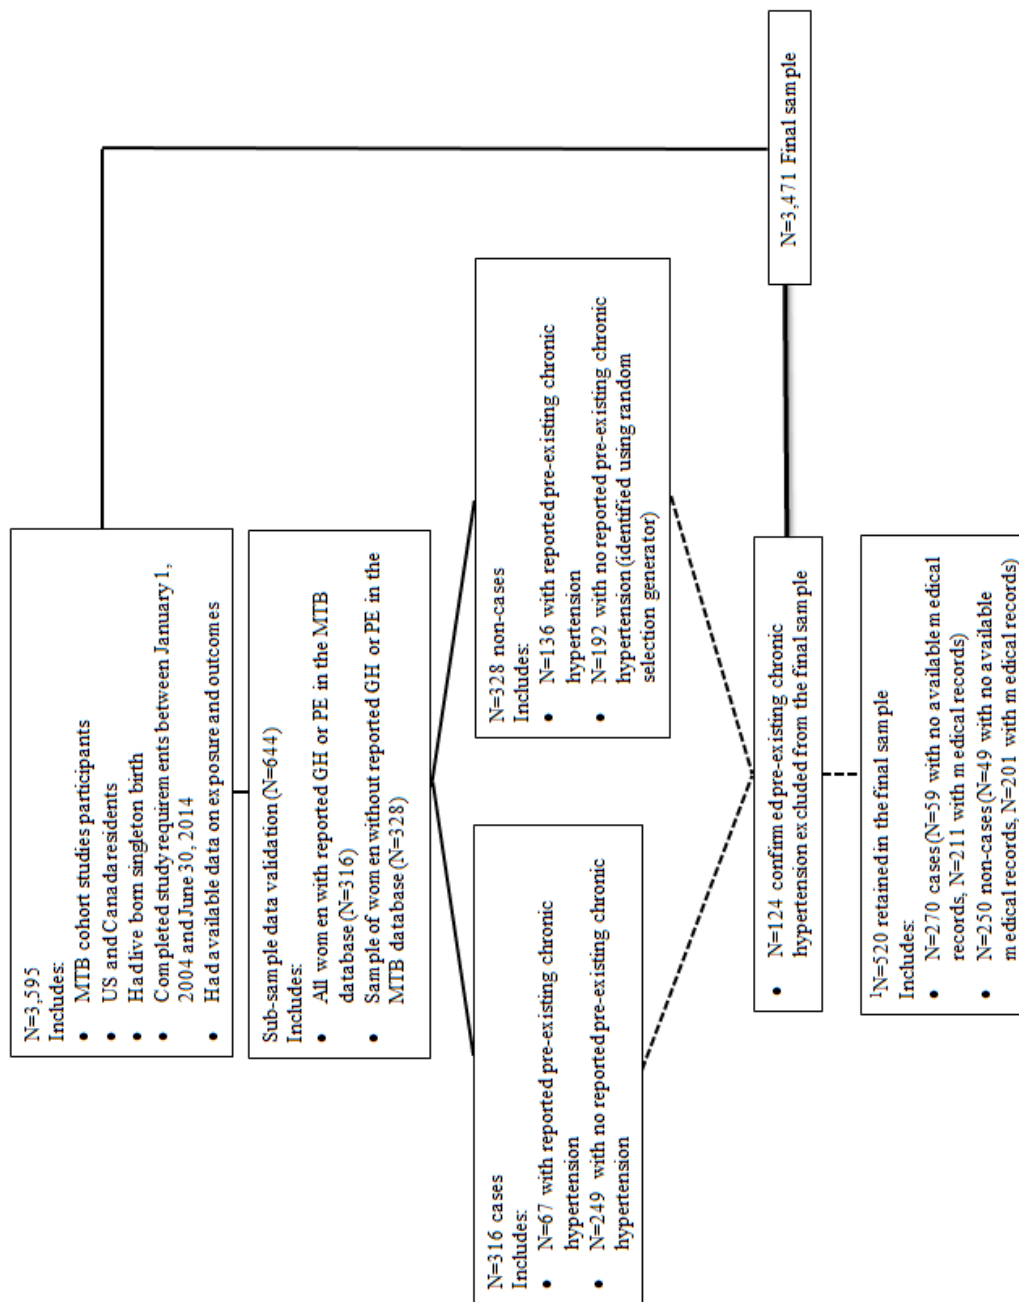 N=3,595
Includes:
• MTB cohort studies participants
• US and Canada residents
• Had live born singleton birth
• Completed study requirements between January 1,
2004 and June 30, 2014
• Had available data on exposure and outcomes
Sub-sample data validation (N=644)
Includes:
• All women with reported GH or PE in the MTB
database (N=316)
• Sample of women without reported GH or PE in the
MTB database (N=328)
N=316 cases
Includes:
• N=67 with reported pre-existing chronic
hypertension
• N=249 with no reported pre-existing chronic
hypertension
N=328 non-cases
Includes:
• N=136 with reported pre-existing chronic
hypertension
• N=192 with no reported pre-existing chronic
hypertension (identified using random
selection generator)
• N=124 confirmed pre-existing chronic
hypertension excluded from the final sample
N=3,471 Final sample
¹N=520 retained in the final sample
Includes:
• N=270 cases (N=59 with no available medical
records, N=211 with medical records)
• N=250 non-cases (N=49 with no available
medical records, N=201 with medical records)